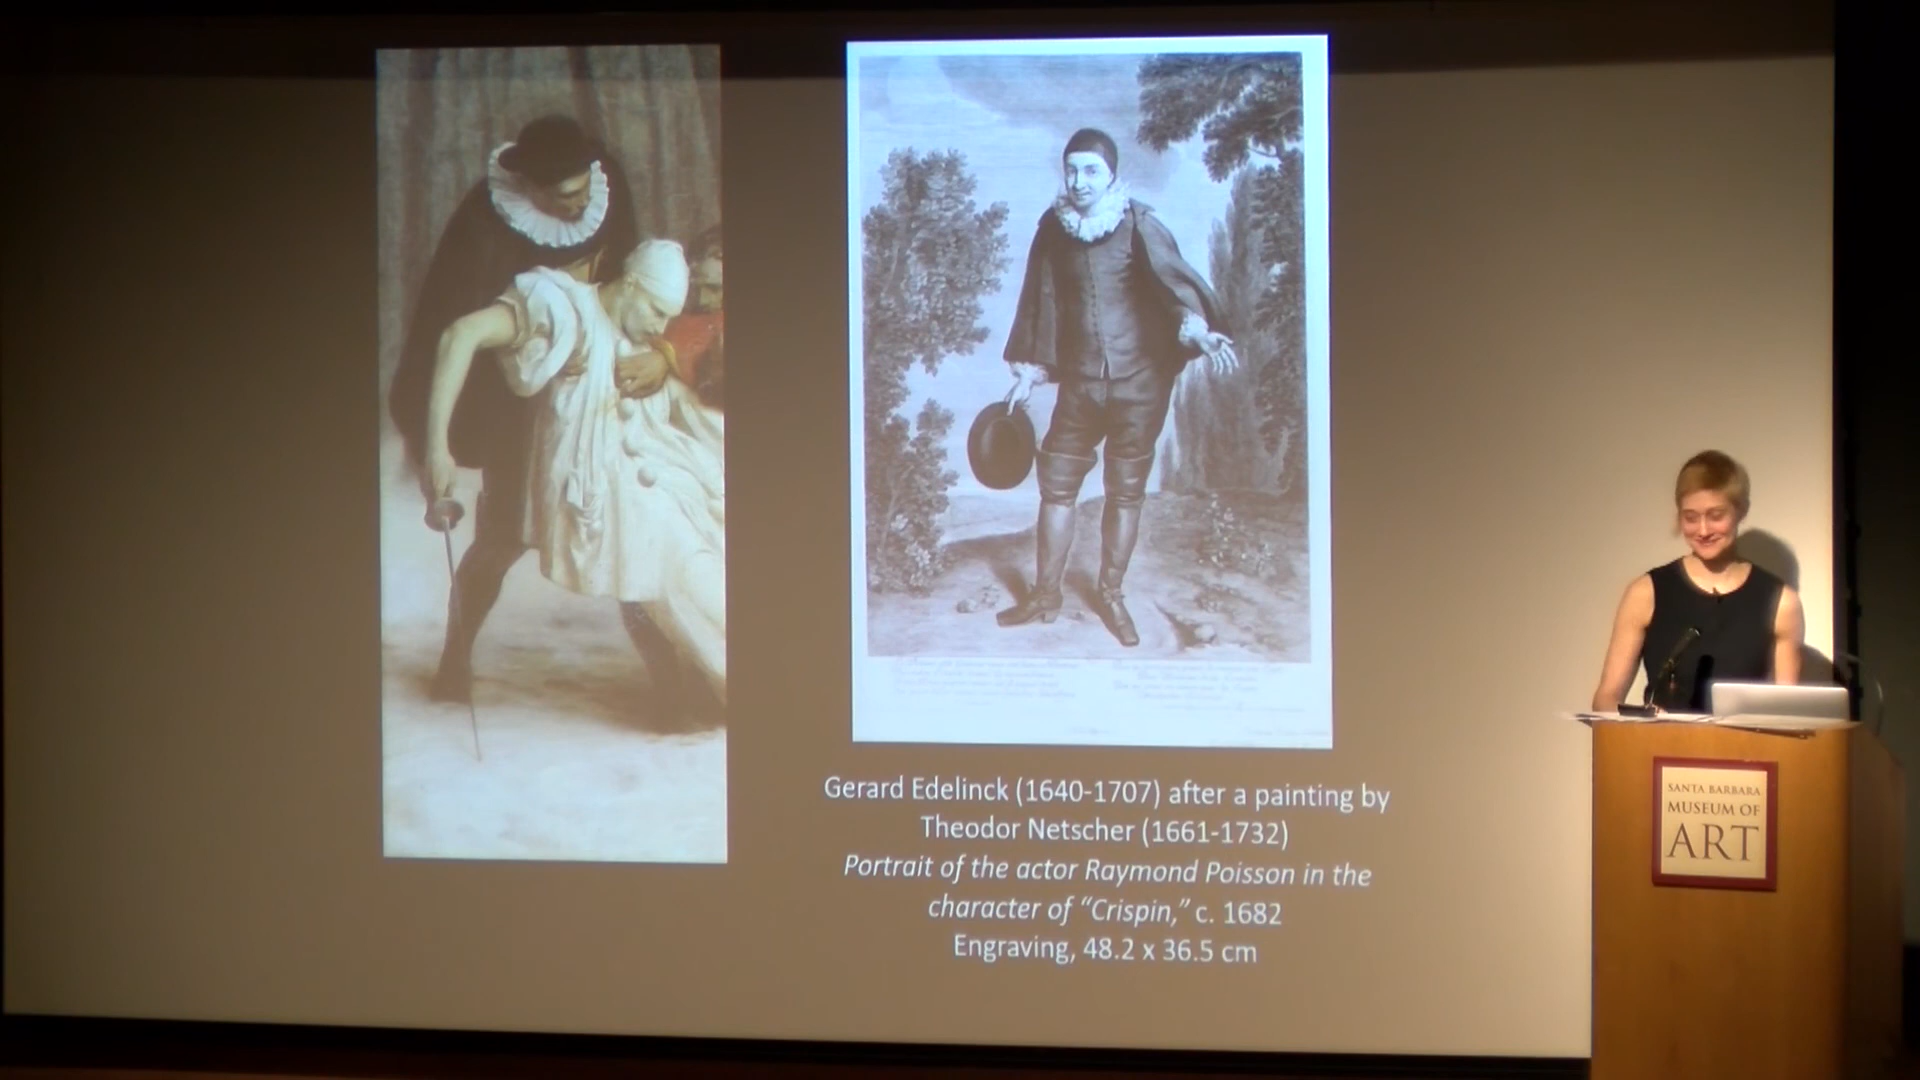 Gerard Edelinck (1640-1707) after a painting by
Theodor Netscher (1661-1732)
Portrait of the actor Raymond Poisson in the
character of “Crispin,” c. 1682
Engraving, 48.2 x 36.5 cm
SANTA BARBARA
MUSEUM OF
ART